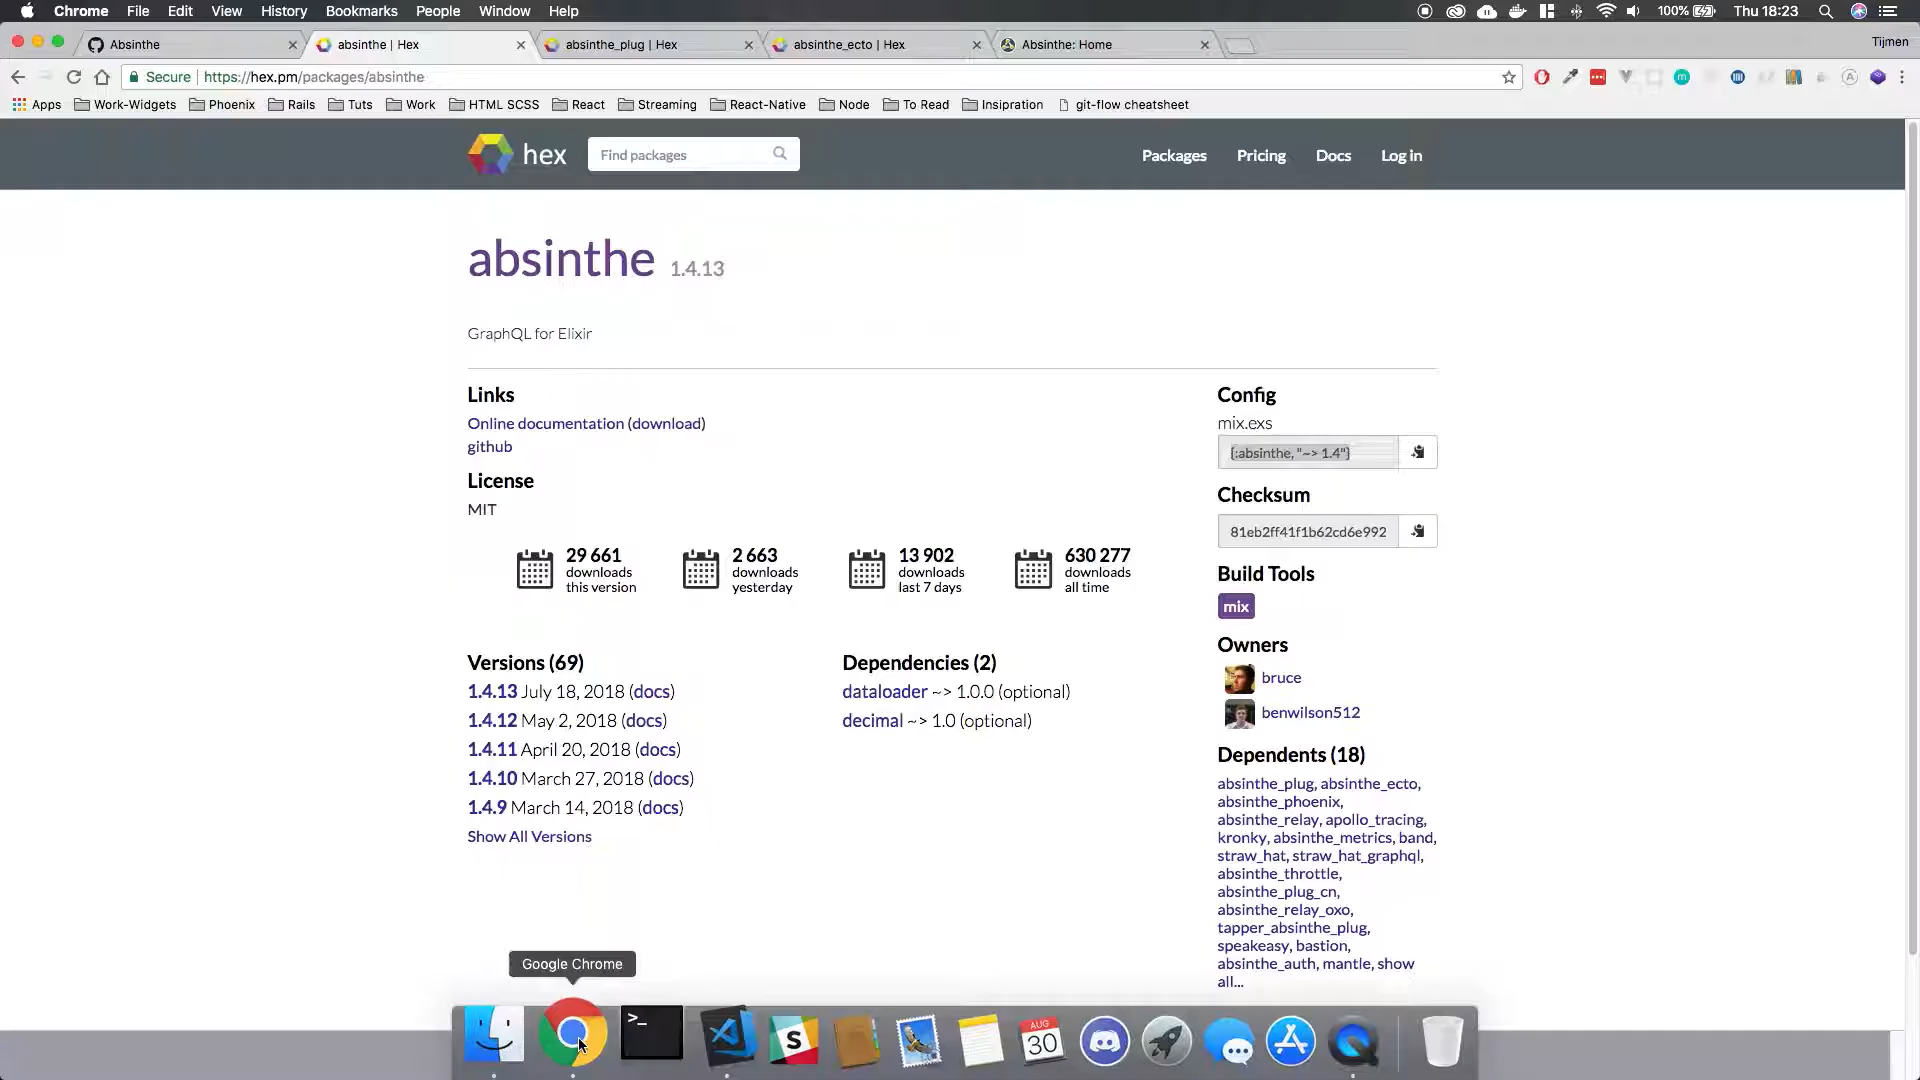 Chrome File Edit View History Bookmarks People Window Help 100% Thu 18:23
Absinthe absinthe | Hex absinthe_plug | Hex absinthe_ecto | Hex Absinthe: Home Tijmen
Secure https://hex.pm/packages/absinthe
Apps Work-Widgets Phoenix Rails Tuts Work HTML SCSS React Streaming React-Native Node To Read Insipration git-flow cheatsheet
hex Find packages Packages Pricing Docs Log in
absinthe 1.4.13
GraphQL for Elixir
Links
Online documentation (download)
github
License
MIT
29 661 downloads this version
2 663 downloads yesterday
13 902 downloads last 7 days
630 277 downloads all time
Versions (69)
1.4.13 July 18, 2018 (docs)
1.4.12 May 2, 2018 (docs)
1.4.11 April 20, 2018 (docs)
1.4.10 March 27, 2018 (docs)
1.4.9 March 14, 2018 (docs)
Show All Versions
Dependencies (2)
dataloader ~> 1.0.0 (optional)
decimal ~> 1.0 (optional)
Config
mix.exs
{:absinthe, "~> 1.4"}
Checksum
81eb2ff41f1b62cd6e992
Build Tools
mix
Owners
bruce
benwilson512
Dependents (18)
absinthe_plug, absinthe_ecto,
absinthe_phoenix,
absinthe_relay, apollo_tracing,
kronky, absinthe_metrics, band,
straw_hat, straw_hat_graphql,
absinthe_throttle,
absinthe_plug_cn,
absinthe_relay_oxo,
tapper_absinthe_plug,
speakeasy, bastion,
absinthe_auth, mantle, show
all...
Google Chrome
>_
S
AUG
30